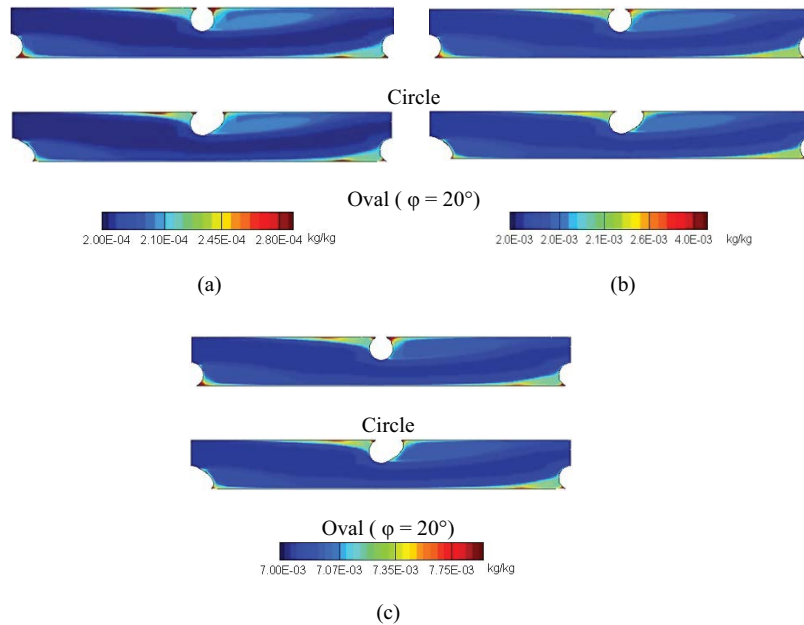 Circle
Oval ( φ = 20°)
2.00E-04 2.10E-04 2.45E-04 2.80E-04 kg/kg
2.0E-03 2.0E-03 2.1E-03 2.6E-03 4.0E-03 kg/kg
(a) (b)
Circle
Oval ( φ = 20°)
7.00E-03 7.07E-03 7.35E-03 7.75E-03 kg/kg
(c)